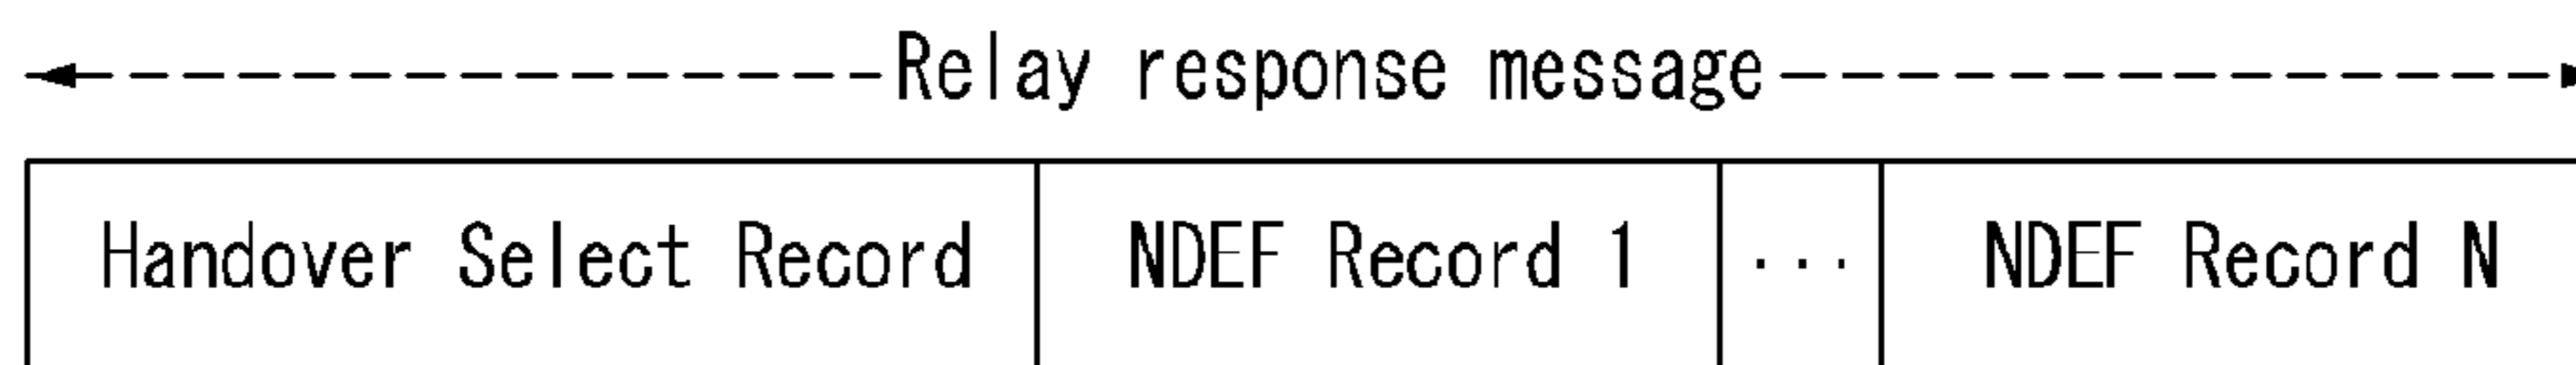 Relay response message
Handover Select Record NDEF Record 1 ... NDEF Record N